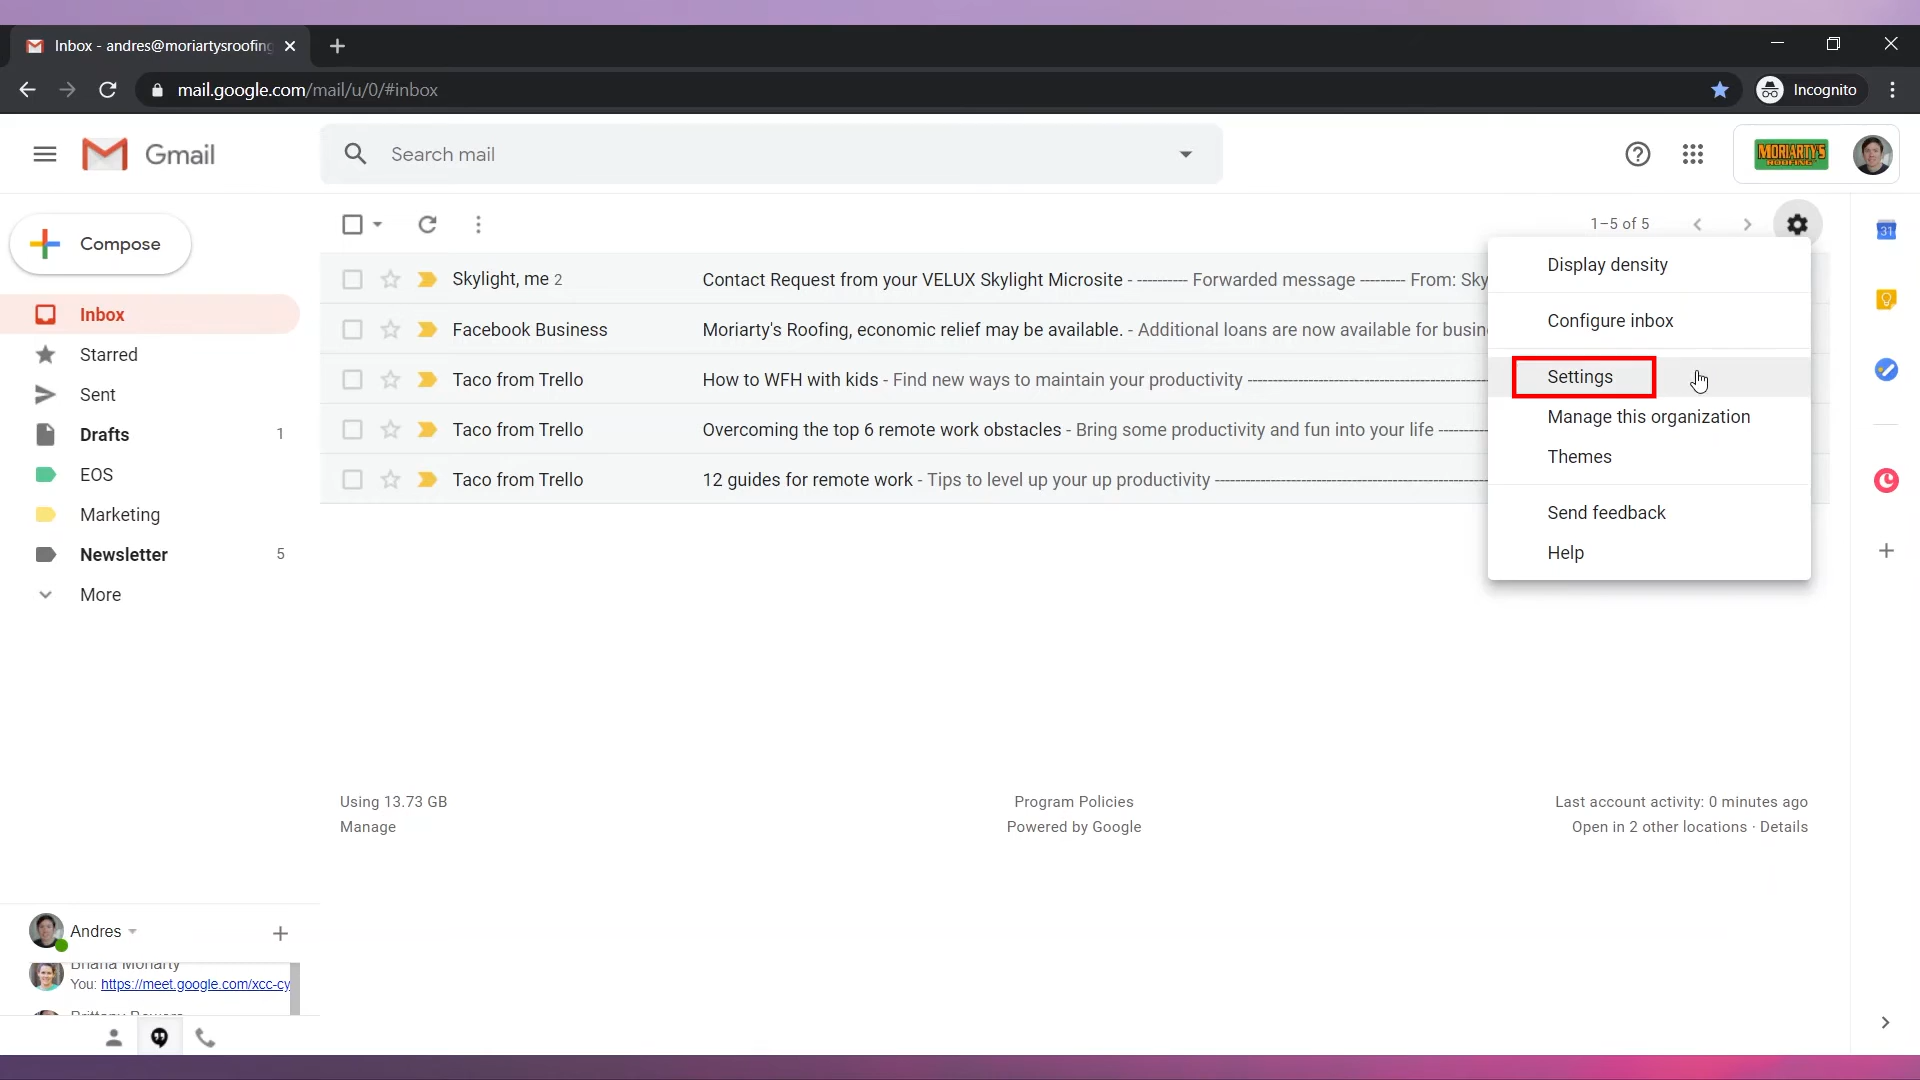 Inbox - andres@moriartysroofing
mail.google.com/mail/u/0/#inbox
Incognito
Gmail
Search mail
MORIARTY'S
ROOFING
Compose
1–5 of 5
31
Inbox
Starred
Sent
Drafts 1
EOS
Marketing
Newsletter 5
More
Skylight, me 2 Contact Request from your VELUX Skylight Microsite - ---------- Forwarded message --------- From: Sky
Facebook Business Moriarty's Roofing, economic relief may be available. - Additional loans are now available for busin
Taco from Trello How to WFH with kids - Find new ways to maintain your productivity
Taco from Trello Overcoming the top 6 remote work obstacles - Bring some productivity and fun into your life
Taco from Trello 12 guides for remote work - Tips to level up your up productivity
Display density
Configure inbox
Settings
Manage this organization
Themes
Send feedback
Help
Using 13.73 GB
Manage
Program Policies
Powered by Google
Last account activity: 0 minutes ago
Open in 2 other locations · Details
Andres
Briana Moriarty
You: https://meet.google.com/xcc-cy